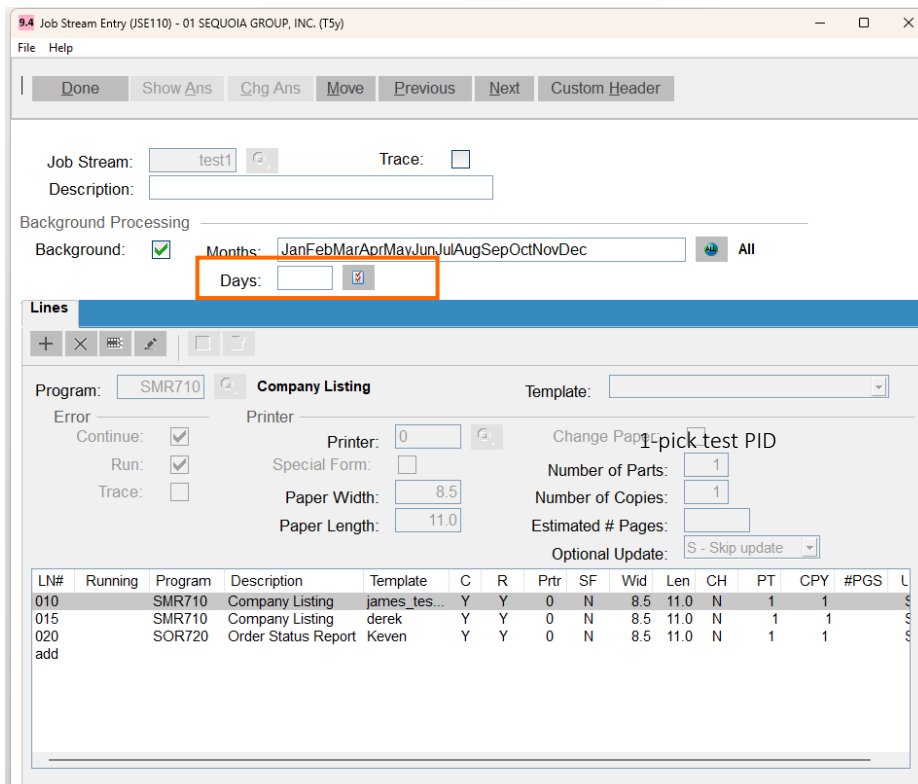 9.4 Job Stream Entry (JSE110) - 01 SEQUOIA GROUP, INC. (T5y)
File Help
Done Show Ans Chg Ans Move Previous Next Custom Header
Job Stream: test1 Trace:
Description:
Background Processing
Background: Months: JanFebMarAprMayJunJulAugSepOctNovDec ALL All
Days:
Lines
Program: SMR710 Company Listing Template:
Error Printer
Continue: Printer: 0 Change Paper: 1-pick test PID
Run: Special Form: Number of Parts: 1
Trace: Paper Width: 8.5 Number of Copies: 1
Paper Length: 11.0 Estimated # Pages:
Optional Update: S - Skip update
LN# Running Program Description Template C R Prtr SF Wid Len CH PT CPY #PGS U
010 SMR710 Company Listing james_tes... Y Y 0 N 8.5 11.0 N 1 1 S
015 SMR710 Company Listing derek Y Y 0 N 8.5 11.0 N 1 1 S
020 SOR720 Order Status Report Keven Y Y 0 N 8.5 11.0 N 1 1 S
add